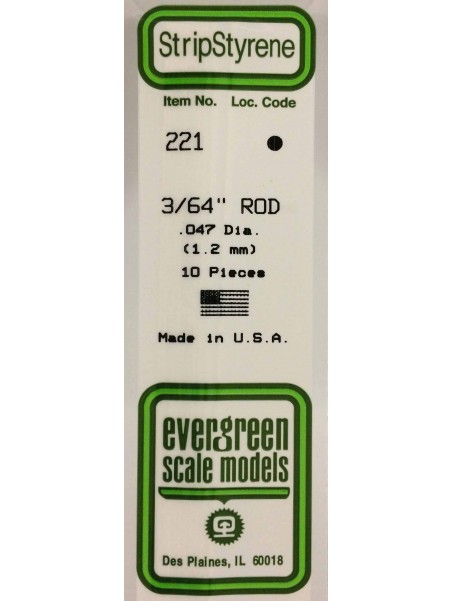 StripStyrene
Item No. Loc. Code
221
3/64" ROD
.047 Dia.
(1.2 mm)
10 Pieces
Made in U.S.A.
evergreen
scale models
Des Plaines, IL 60018